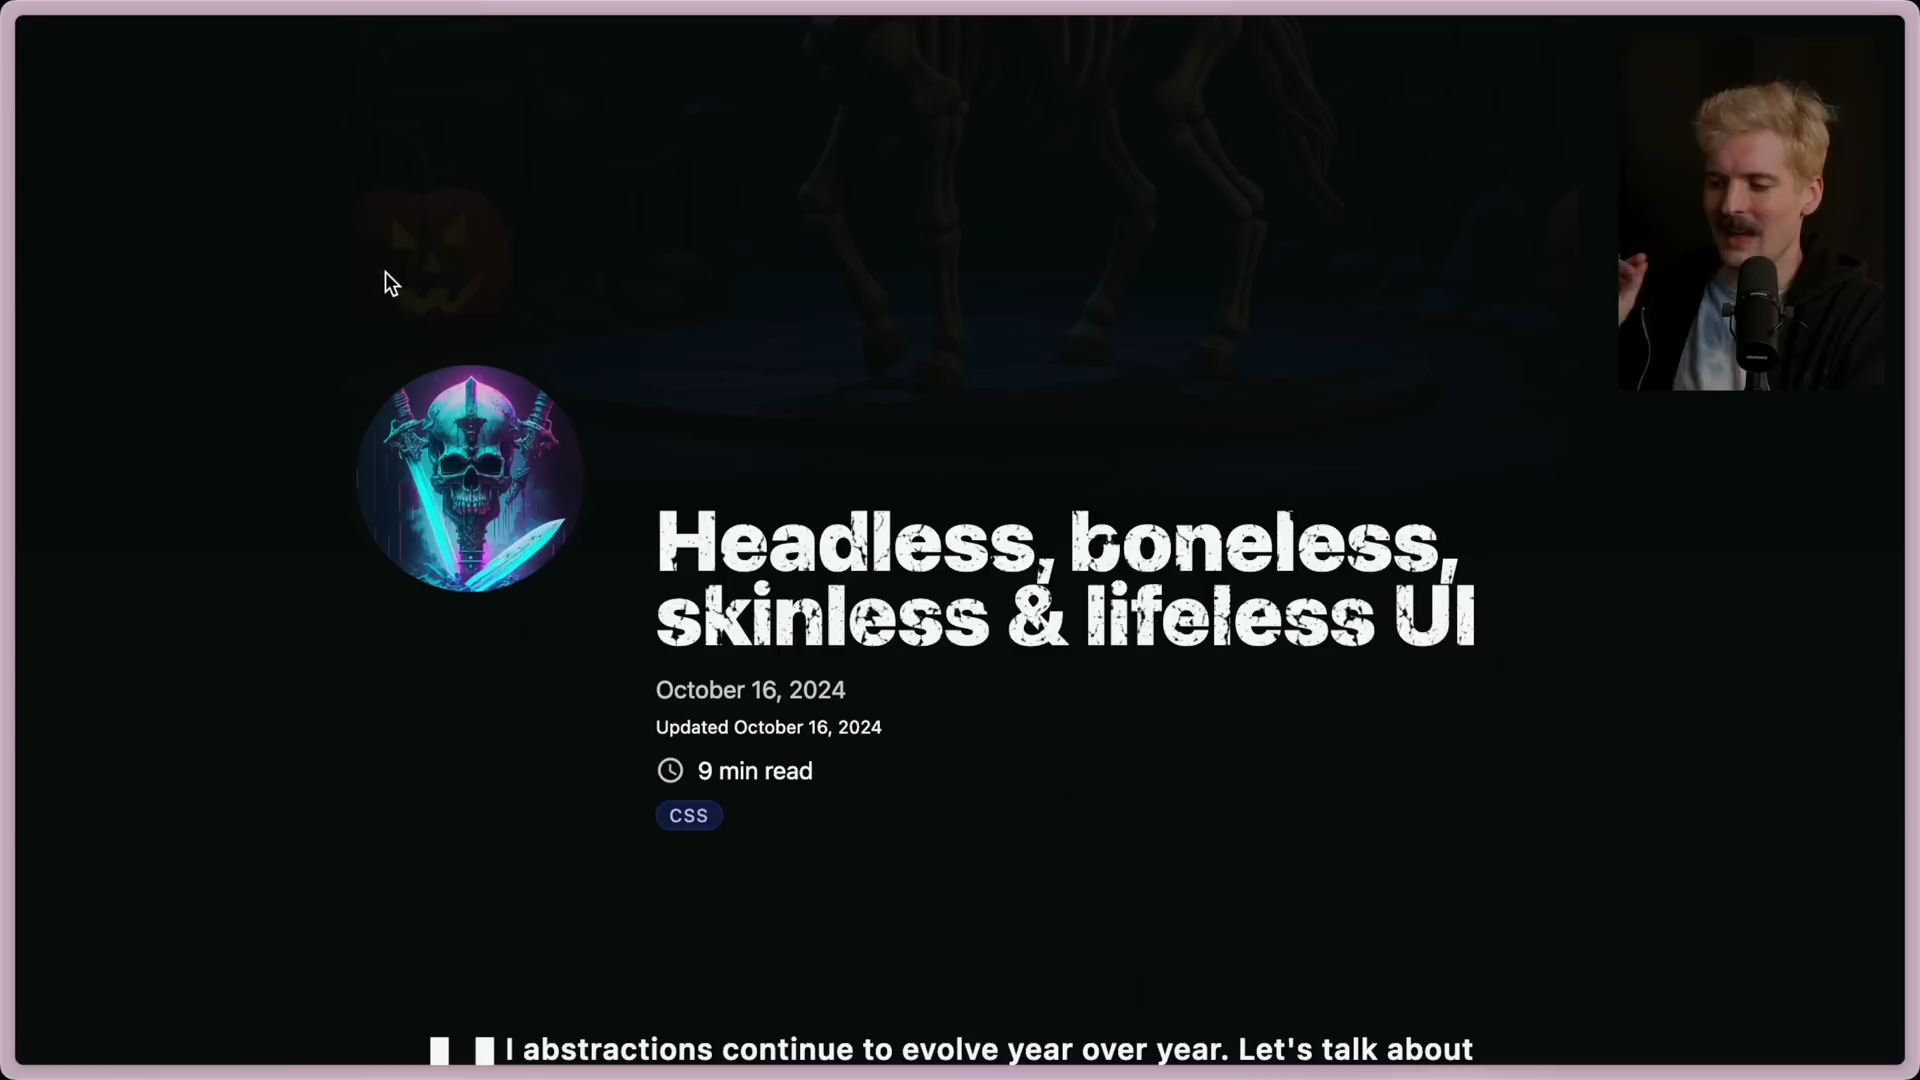 Headless, boneless,
skinless & lifeless UI
October 16, 2024
Updated October 16, 2024
9 min read
CSS
I abstractions continue to evolve year over year. Let's talk about